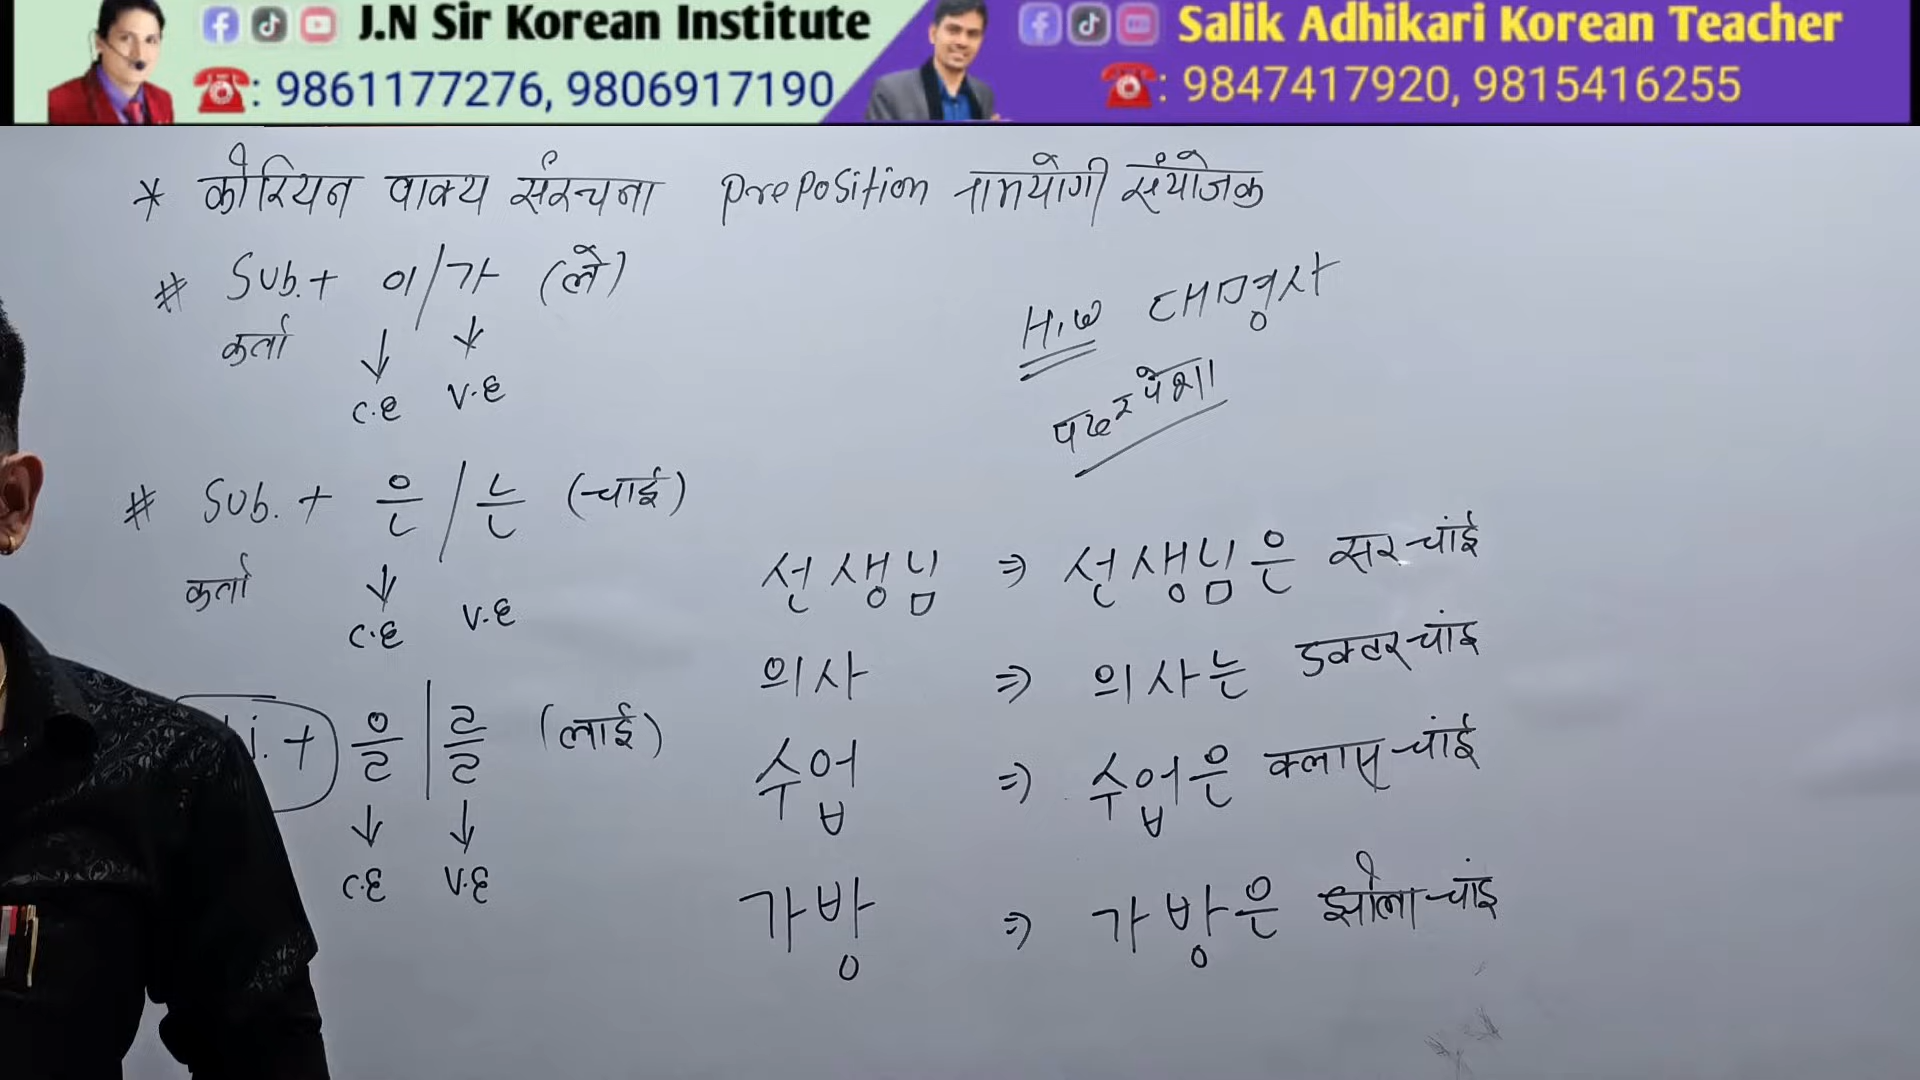 J.N Sir Korean Institute
: 9861177276, 9806917190
Salik Adhikari Korean Teacher
: 9847417920, 9815416255
* कोरियन वाक्य संरचना preposition नामयोगी संयोजक
# Sub. + 이/가 (ले)
कर्ता
C.E V.E
H.W 대명사
पद र पेशा
# Sub. + 은/는 (चाई)
कर्ता
C.E V.E
+ 을|를 (लाई)
C.E V.E
선생님 ⇒ 선생님은 सर-चांई
의사 ⇒ 의사는 डक्टर-चांई
수업 ⇒ 수업은 क्लास-चांई
가방 ⇒ 가방은 झोला-चांई